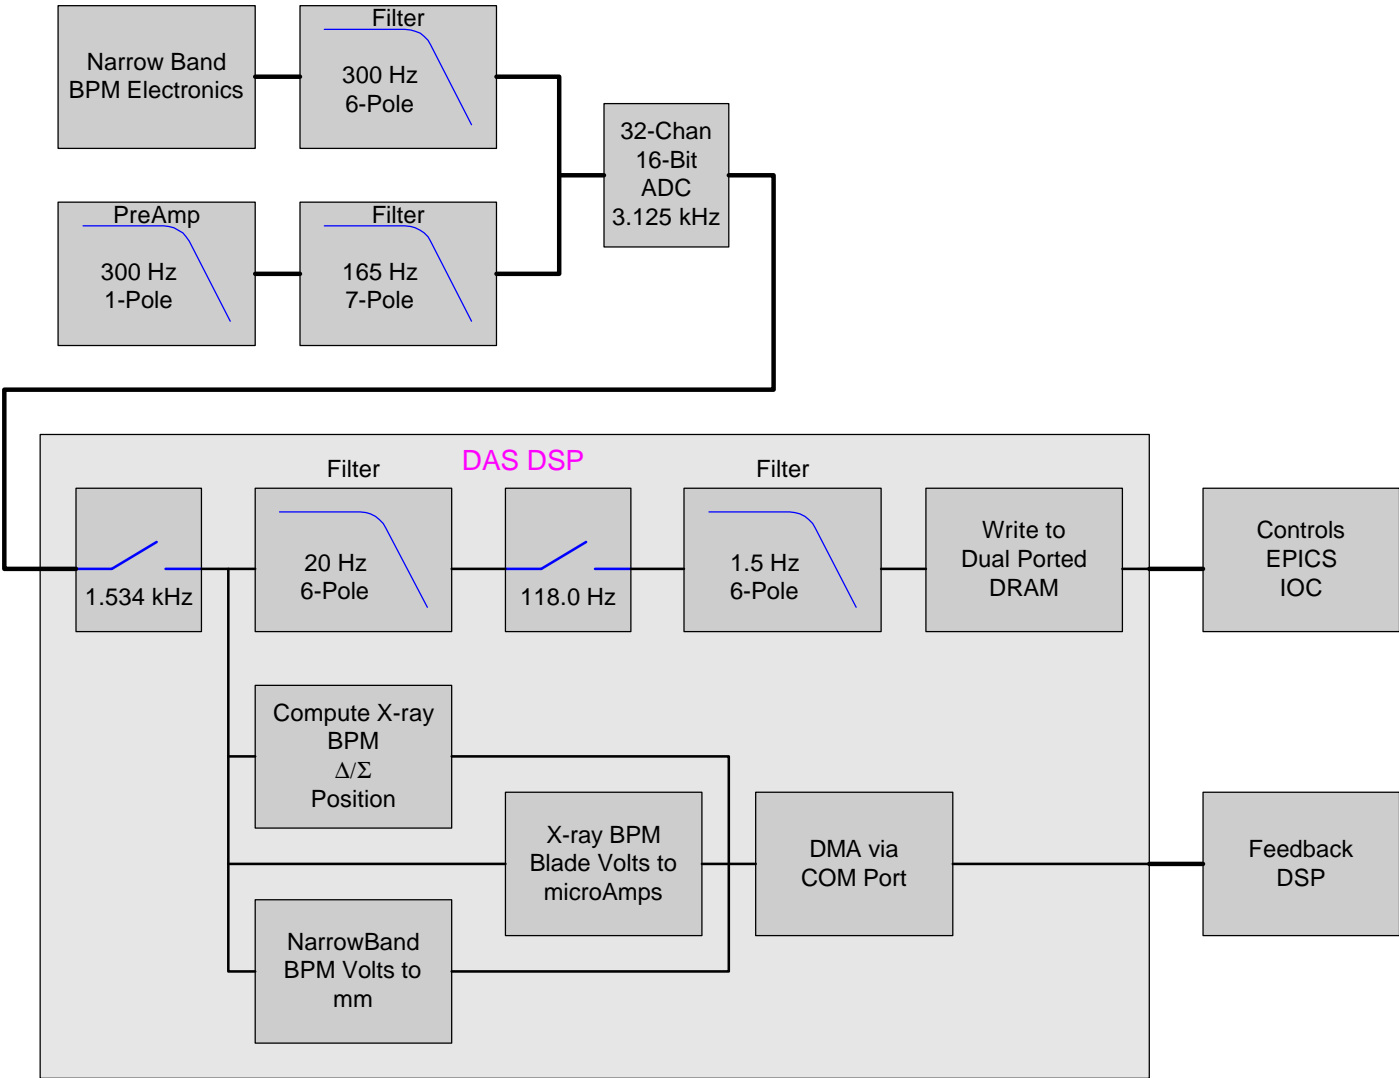 Narrow Band
BPM Electronics
Filter
300 Hz
6-Pole
32-Chan
16-Bit
ADC
3.125 kHz
PreAmp
300 Hz
1-Pole
Filter
165 Hz
7-Pole
DAS DSP
1.534 kHz
Filter
20 Hz
6-Pole
118.0 Hz
Filter
1.5 Hz
6-Pole
Write to
Dual Ported
DRAM
Controls
EPICS
IOC
Compute X-ray
BPM
Δ/Σ
Position
X-ray BPM
Blade Volts to
microAmps
DMA via
COM Port
Feedback
DSP
NarrowBand
BPM Volts to
mm